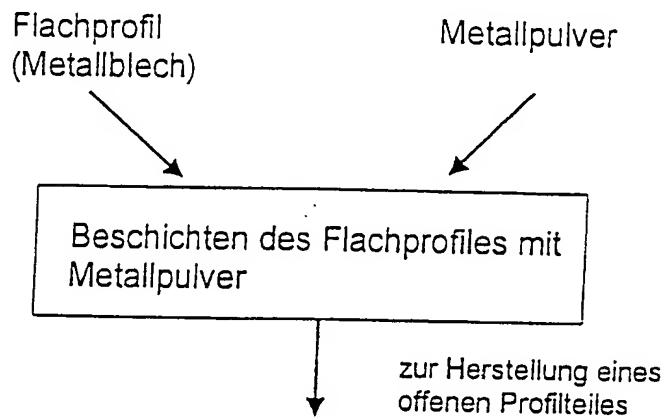 Flachprofil
(Metallblech)
Metallpulver
Beschichten des Flachprofiles mit
Metallpulver
zur Herstellung eines
offenen Profilteiles